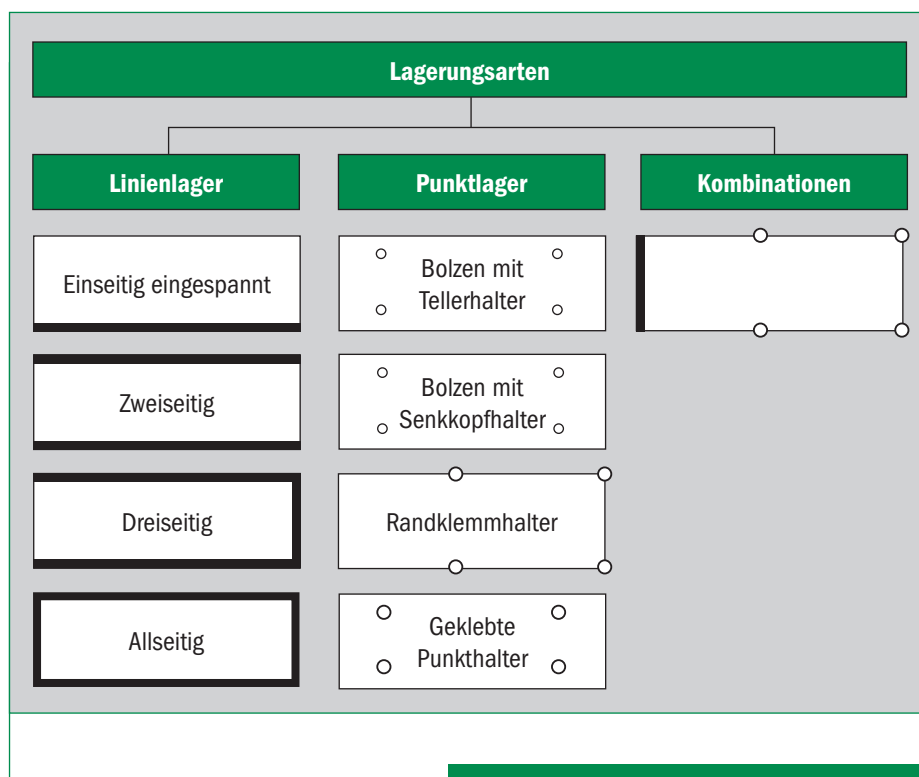 Lagerungsarten
Linienlager
Punktlager
Kombinationen
Einseitig eingespannt
Bolzen mit
Tellerhalter
Zweiseitig
Bolzen mit
Senkkopfhalter
Dreiseitig
Randklemmhalter
Allseitig
Geklebte
Punkthalter